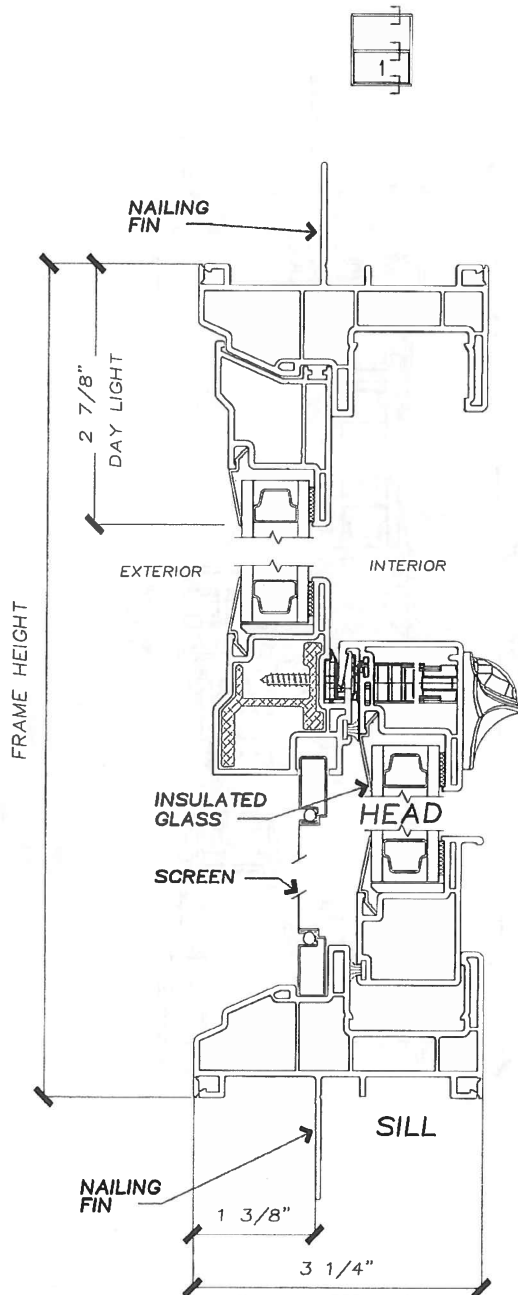 1
NAILING
FIN
2 7/8"
DAY LIGHT
FRAME HEIGHT
EXTERIOR
INTERIOR
INSULATED
GLASS
HEAD
SCREEN
SILL
NAILING
FIN
1 3/8"
3 1/4"